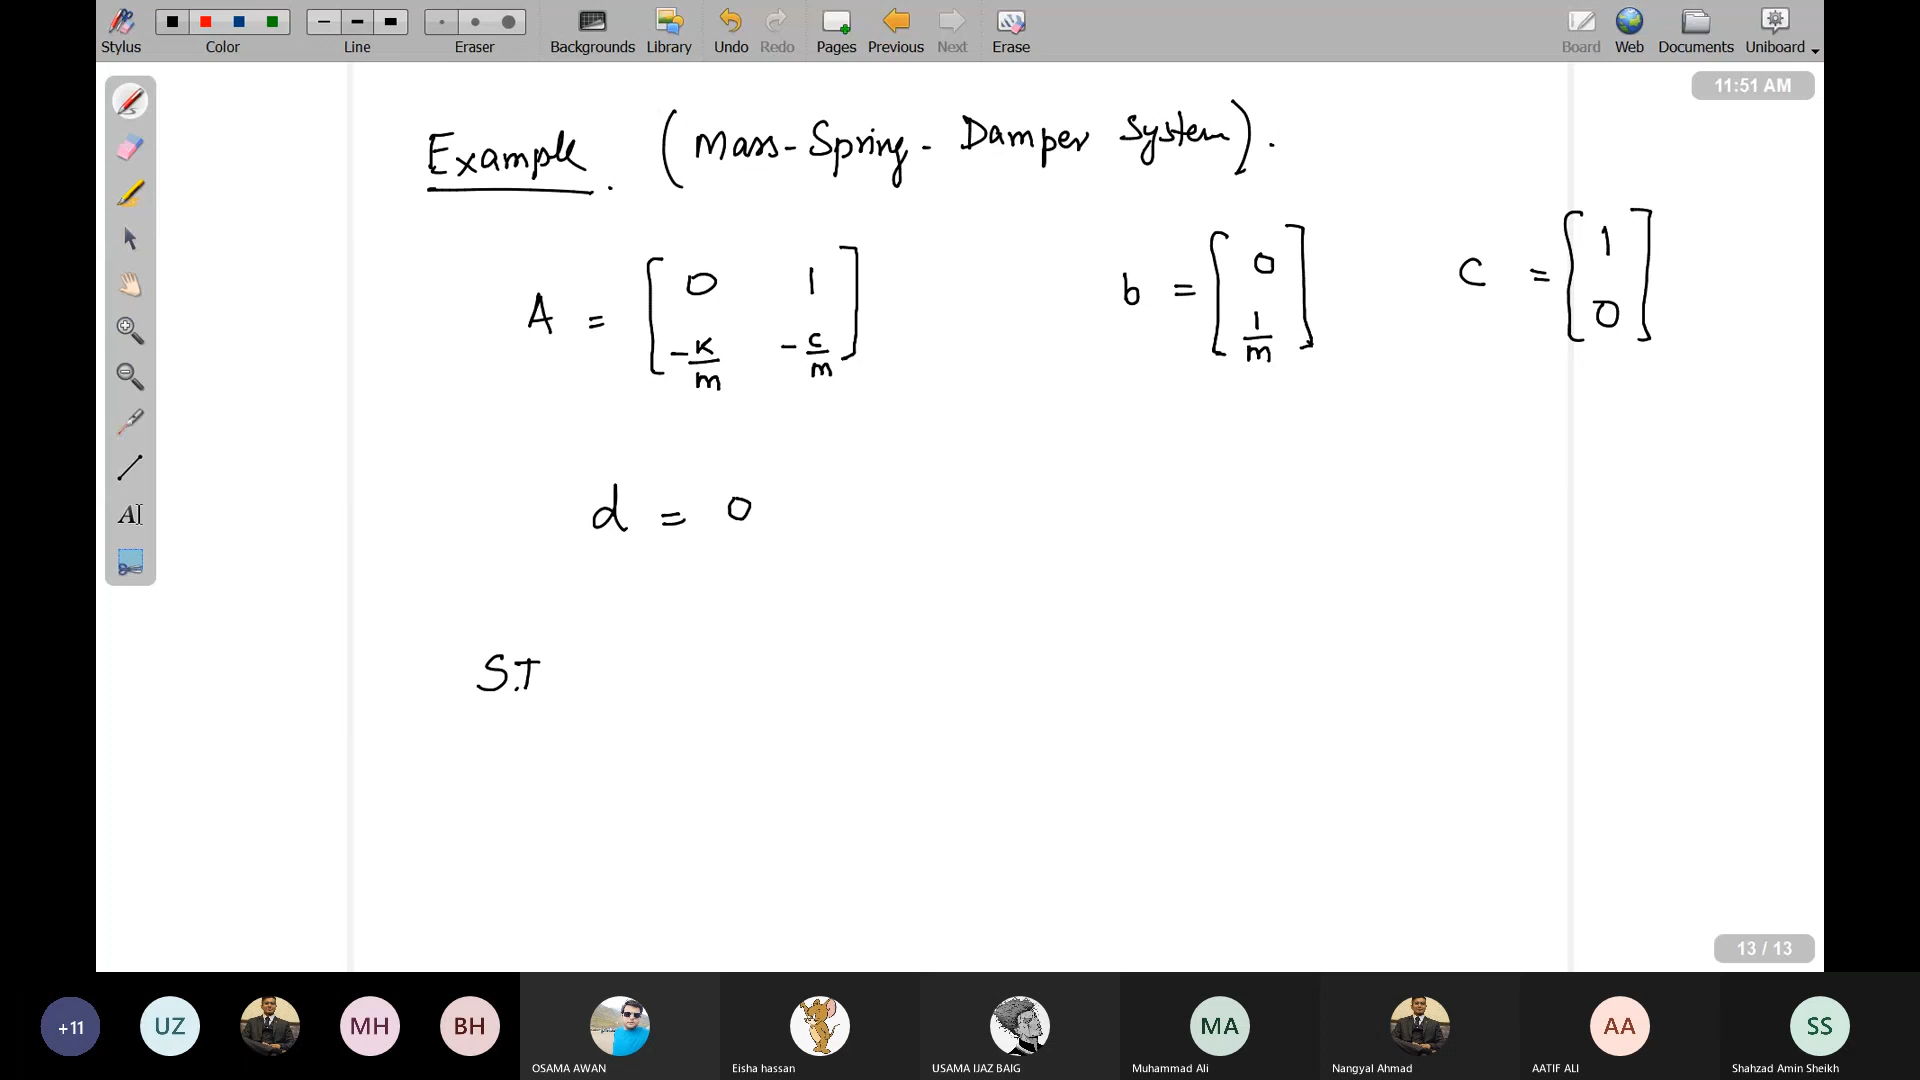 Stylus Color Line Eraser Backgrounds Library Undo Redo Pages Previous Next Erase Board Web Documents Uniboard
11:51 AM
Example. (Mass-Spring-Damper System).
A = [ 0 1
-K/m -c/m ]
b = [ 0
1/m ]
C = [ 1
0 ]
d = 0
S.T
13 / 13
+11 UZ MH BH MA AA SS
OSAMA AWAN Eisha hassan USAMA IJAZ BAIG Muhammad Ali Nangyal Ahmad AATIF ALI Shahzad Amin Sheikh